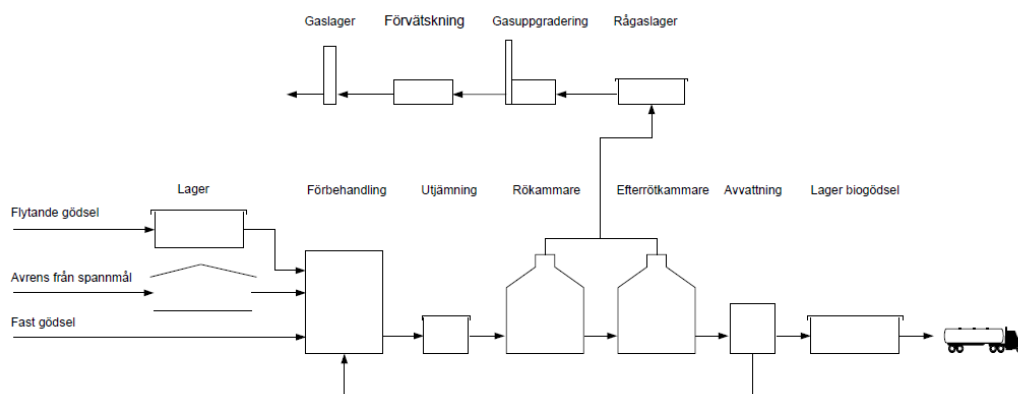 Gaslager
Förvätskning
Gasuppgradering
Rågaslager
Lager
Förbehandling
Utjämning
Rökammare
Efterrötkammare
Avvattning
Lager biogödsel
Flytande gödsel
Avrens från spannmål
Fast gödsel